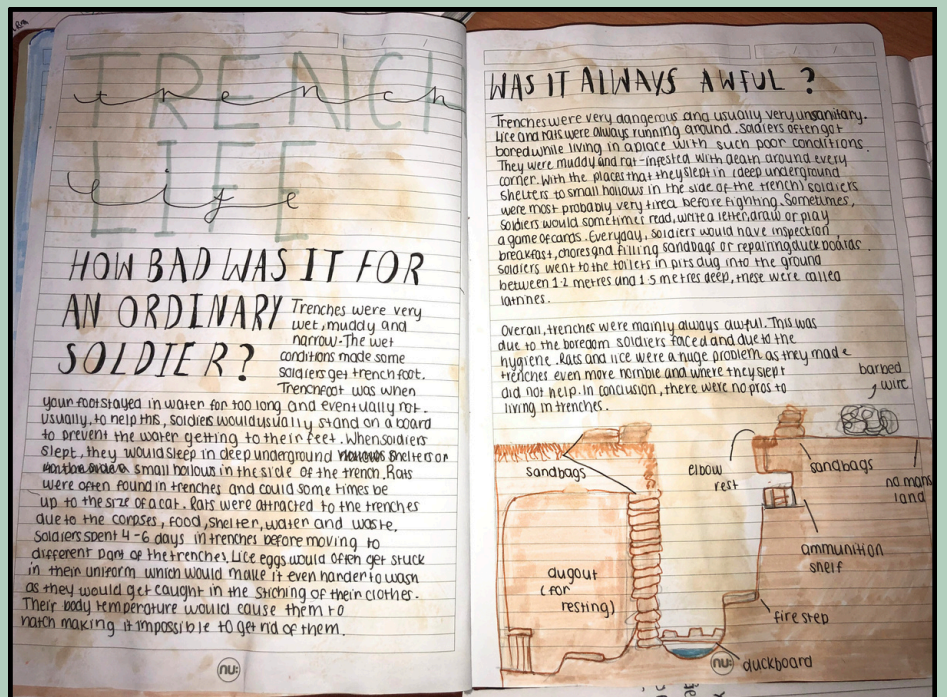 TRENCH
trench
LIFE
life
HOW BAD WAS IT FOR
AN ORDINARY
SOLDIER?
Trenches were very
wet, muddy and
narrow. The wet
conditions made some
soldiers get trench foot.
Trenchfoot was when
your foot stayed in water for too long and eventually rot.
Usually, to help this, soldiers would usually stand on a board
to prevent the water getting to their feet. When soldiers
slept, they would sleep in deep underground shelters or
small hollows in the side of the trench. Rats
were often found in trenches and could some times be
up to the size of a cat. Rats were attracted to the trenches
due to the corpses, food, shelter, water and waste.
Soldiers spent 4-6 days in trenches before moving to
different part of the trenches. Lice eggs would often get stuck
in their uniform which would make it even harder to wash
as they would get caught in the stiching of their clothes.
Their body temperature would cause them to
hatch making it impossible to get rid of them.
nu:
WAS IT ALWAYS AWFUL ?
Trenches were very dangerous and usually very unsanitary.
Lice and rats were always running around. Soldiers often got
bored while living in a place with such poor conditions.
They were muddy and rat-infested with death around every
corner. With the places that they slept in (deep underground
shelters to small hollows in the side of the trench) soldiers
were most probably very tired before fighting. Sometimes,
soldiers would sometimes read, write a letter, draw or play
a game of cards. Everyday, soldiers would have inspection,
breakfast, chores and filling sandbags or repairing duck boards.
Soldiers went to the toilets in pits dug into the ground
between 1.2 metres and 1.5 metres deep, these were called
latrines.
Overall, trenches were mainly always awful. This was
due to the boredom soldiers faced and due to the
hygiene. Rats and lice were a huge problem as they made
trenches even more horrible and where they slept
did not help. In conclusion, there were no pros to
living in trenches.
barbed
wire
sandbags
elbow
rest
sandbags
no mans
land
ammunition
shelf
dugout
(for
resting)
fire step
duckboard
nu: